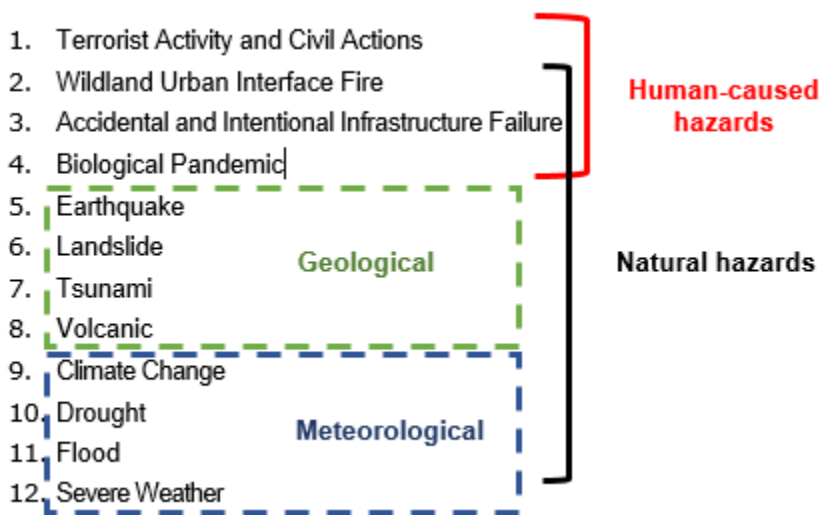 1. Terrorist Activity and Civil Actions
2. Wildland Urban Interface Fire
3. Accidental and Intentional Infrastructure Failure
4. Biological Pandemic
5. Earthquake
6. Landslide
7. Tsunami
8. Volcanic
9. Climate Change
10. Drought
11. Flood
12. Severe Weather
Geological
Meteorological
Human-caused
hazards
Natural hazards